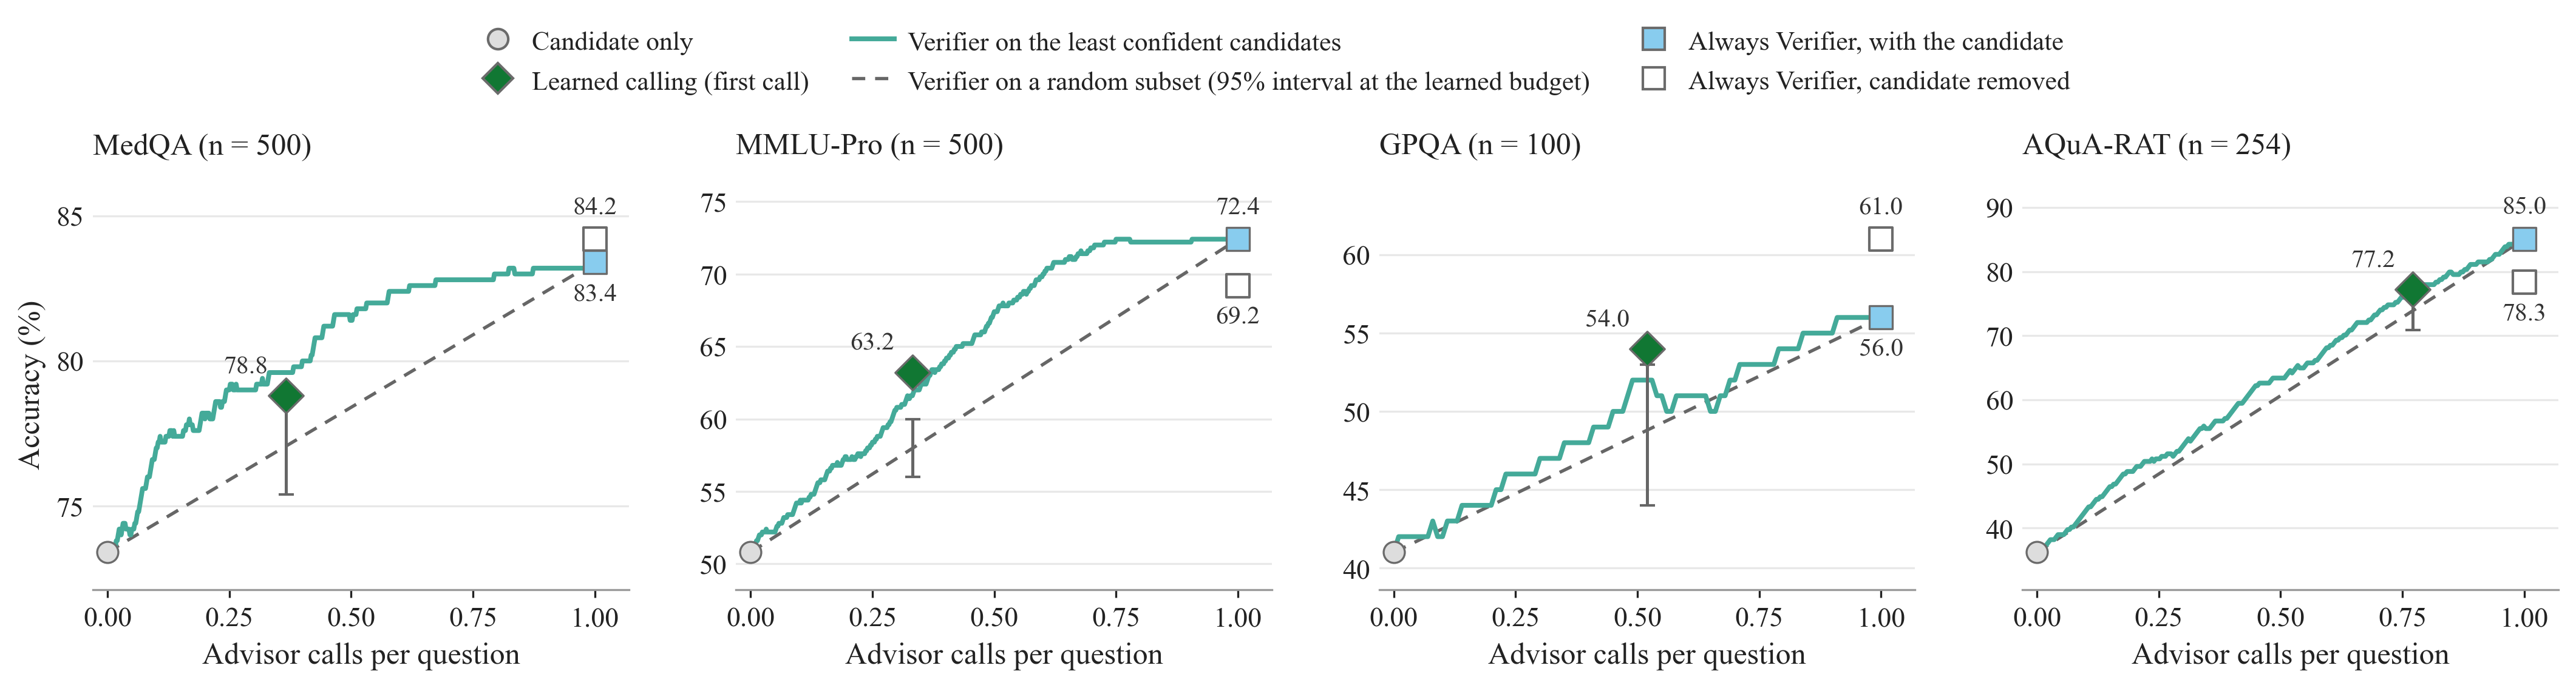 Candidate only
Learned calling (first call)
Verifier on the least confident candidates
Verifier on a random subset (95% interval at the learned budget)
Always Verifier, with the candidate
Always Verifier, candidate removed
MedQA (n = 500)
Accuracy (%)
85
80
75
78.8
84.2
83.4
0.00 0.25 0.50 0.75 1.00
Advisor calls per question
MMLU-Pro (n = 500)
75
70
65
60
55
50
63.2
72.4
69.2
0.00 0.25 0.50 0.75 1.00
Advisor calls per question
GPQA (n = 100)
60
55
50
45
40
54.0
61.0
56.0
0.00 0.25 0.50 0.75 1.00
Advisor calls per question
AQuA-RAT (n = 254)
90
80
70
60
50
40
77.2
85.0
78.3
0.00 0.25 0.50 0.75 1.00
Advisor calls per question